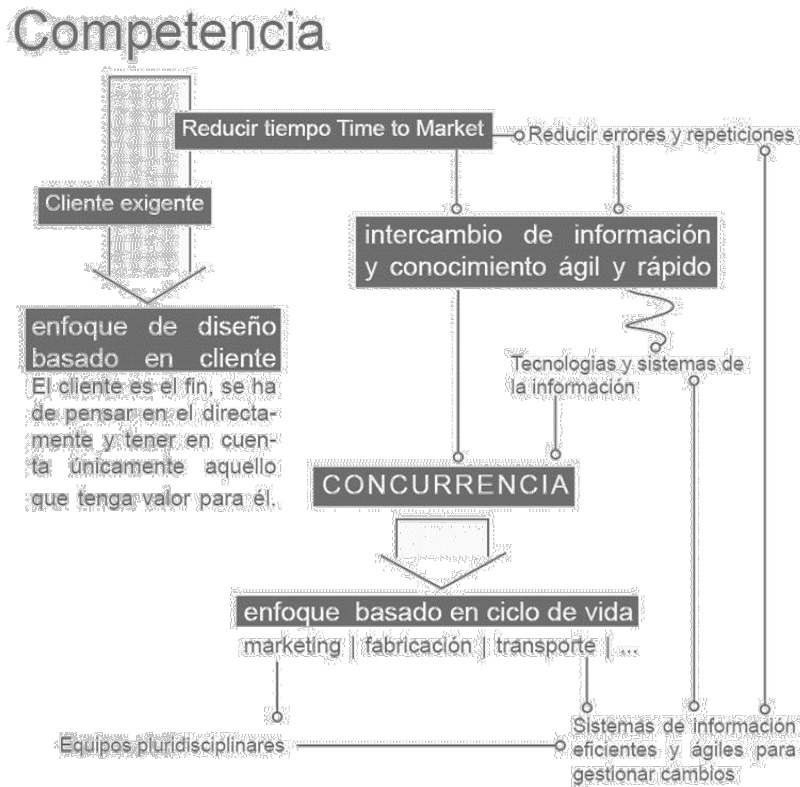 Competencia
Reducir tiempo Time to Market
Reducir errores y repeticiones
Cliente exigente
intercambio de información
y conocimiento ágil y rápido
enfoque de diseño
basado en cliente
El cliente es el fin, se ha
de pensar en el directa-
mente y tener en cuen-
ta únicamente aquello
que tenga valor para él.
Tecnologías y sistemas de
la información
CONCURRENCIA
enfoque basado en ciclo de vida
marketing | fabricación | transporte | ...
Equipos pluridisciplinares
Sistemas de información
eficientes y ágiles para
gestionar cambios